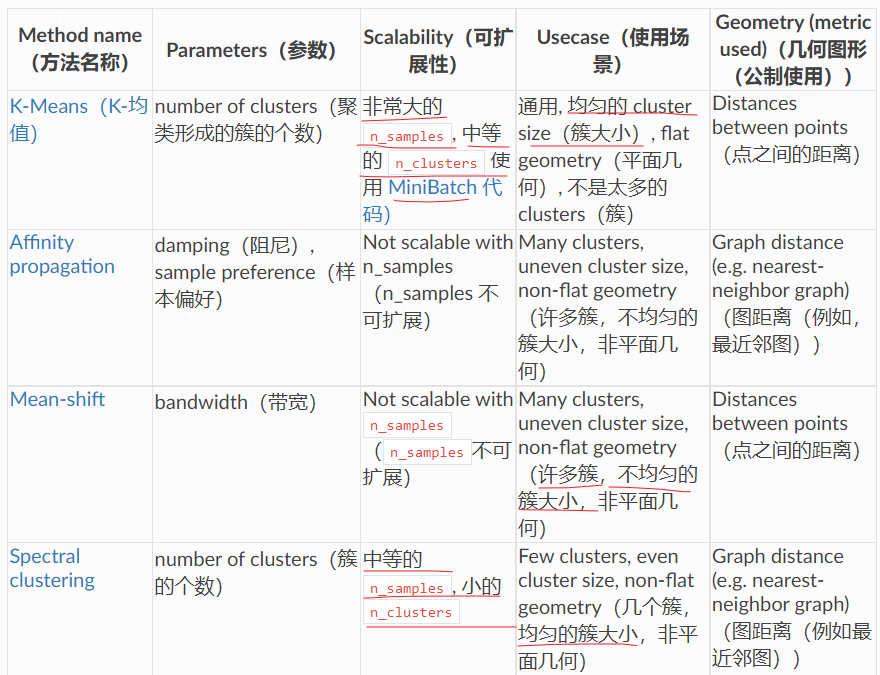 Method name
（方法名称）
Parameters（参数）
Scalability（可扩
展性）
Usecase（使用场
景）
Geometry (metric
used)（几何图形
（公制使用））
K-Means（K-均
值）
number of clusters（聚
类形成的簇的个数）
非常大的
n_samples, 中等
的 n_clusters 使
用 MiniBatch 代
码）
通用, 均匀的 cluster
size（簇大小）, flat
geometry（平面几
何）, 不是太多的
clusters（簇）
Distances
between points
（点之间的距离）
Affinity
propagation
damping（阻尼）,
sample preference（样
本偏好）
Not scalable with
n_samples
（n_samples 不
可扩展）
Many clusters,
uneven cluster size,
non-flat geometry
（许多簇，不均匀的
簇大小，非平面几
何）
Graph distance
(e.g. nearest-
neighbor graph)
（图距离（例如，
最近邻图））
Mean-shift
bandwidth（带宽）
Not scalable with
n_samples
（n_samples不可
扩展）
Many clusters,
uneven cluster size,
non-flat geometry
（许多簇，不均匀的
簇大小，非平面几
何）
Distances
between points
（点之间的距离）
Spectral
clustering
number of clusters（簇
的个数）
中等的
n_samples, 小的
n_clusters
Few clusters, even
cluster size, non-flat
geometry（几个簇，
均匀的簇大小，非平
面几何）
Graph distance
(e.g. nearest-
neighbor graph)
（图距离（例如最
近邻图））